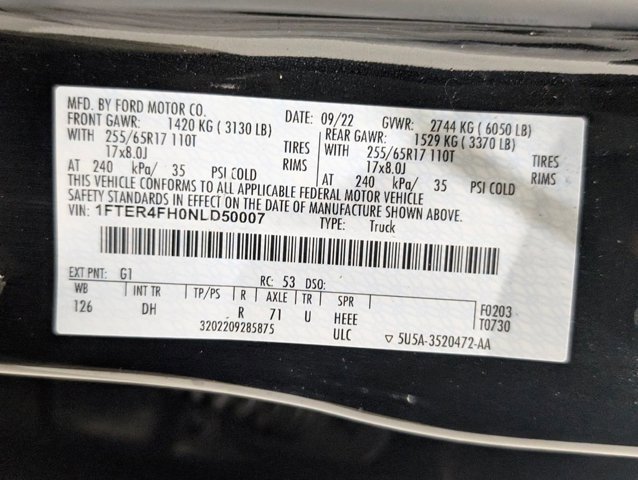 MFD. BY FORD MOTOR CO. DATE: 09/22 GVWR: 2744 KG ( 6050 LB)
FRONT GAWR: 1420 KG ( 3130 LB) REAR GAWR: 1529 KG ( 3370 LB)
WITH 255/65R17 110T TIRES WITH 255/65R17 110T TIRES
17x8.0J RIMS 17x8.0J RIMS
AT 240 kPa/ 35 PSI COLD AT 240 kPa/ 35 PSI COLD
THIS VEHICLE CONFORMS TO ALL APPLICABLE FEDERAL MOTOR VEHICLE
SAFETY STANDARDS IN EFFECT ON THE DATE OF MANUFACTURE SHOWN ABOVE.
VIN: 1FTER4FH0NLD50007 TYPE: Truck
EXT PNT: G1 RC: 53 DSO:
WB INT TR TP/PS R AXLE TR SPR F0203
126 DH R 71 U HEEE T0730
3202209285875 ULC ▽ 5U5A-3520472-AA